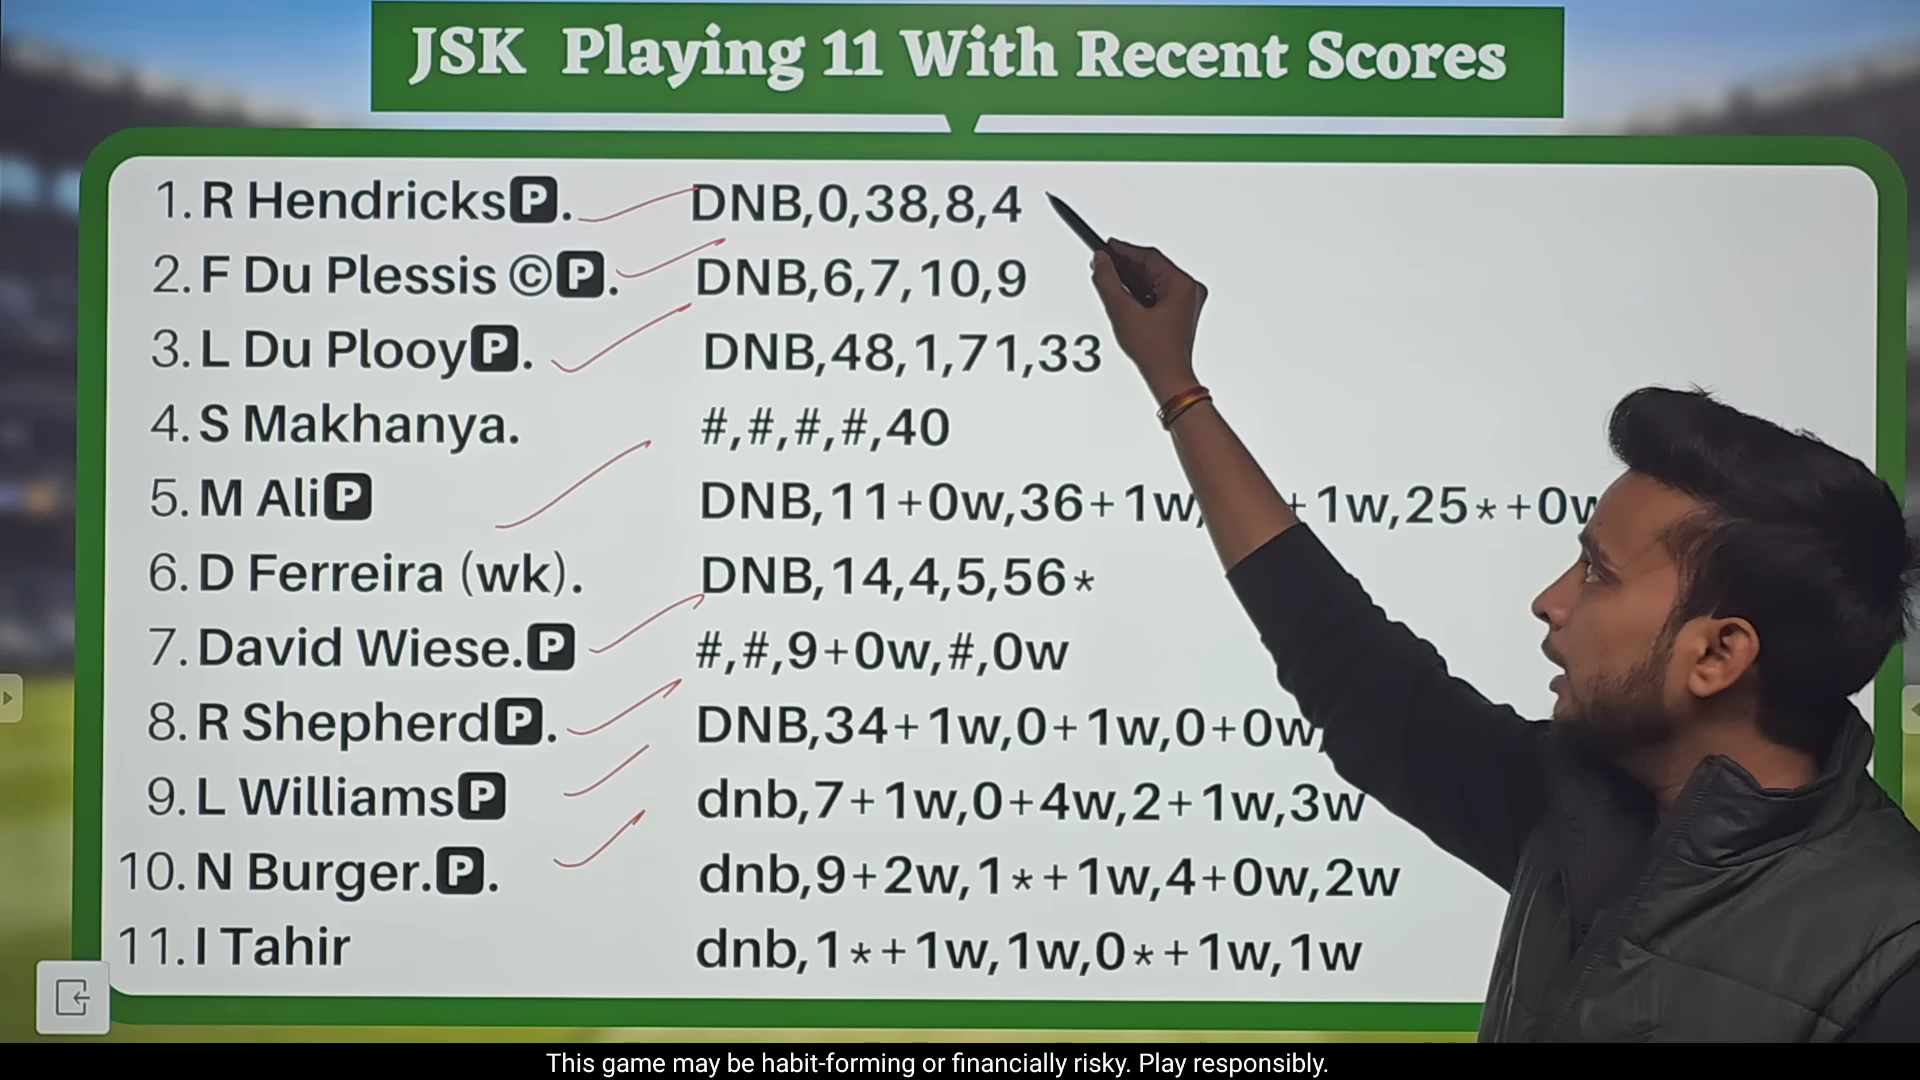 JSK Playing 11 With Recent Scores
1. R Hendricks🅿. DNB,0,38,8,4
2. F Du Plessis ©🅿. DNB,6,7,10,9
3. L Du Plooy🅿. DNB,48,1,71,33
4. S Makhanya. #,#,#,#,40
5. M Ali🅿 DNB,11+0w,36+1w, +1w,25*+0w
6. D Ferreira (wk). DNB,14,4,5,56*
7. David Wiese.🅿 #,#,9+0w,#,0w
8. R Shepherd🅿. DNB,34+1w,0+1w,0+0w,
9. L Williams🅿 dnb,7+1w,0+4w,2+1w,3w
10. N Burger.🅿. dnb,9+2w,1*+1w,4+0w,2w
11. I Tahir dnb,1*+1w,1w,0*+1w,1w
This game may be habit-forming or financially risky. Play responsibly.